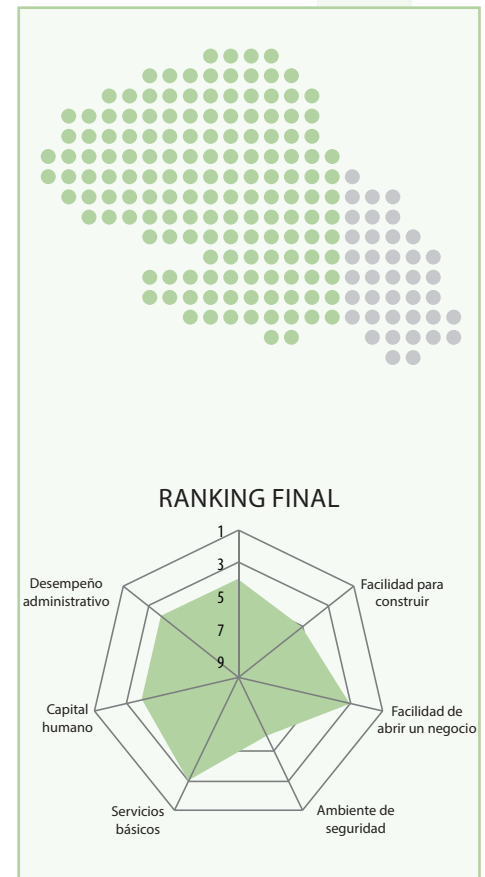 RANKING FINAL
1
3
5
7
9
Desempeño
administrativo
Facilidad para
construir
Capital
humano
Facilidad de
abrir un negocio
Servicios
básicos
Ambiente de
seguridad